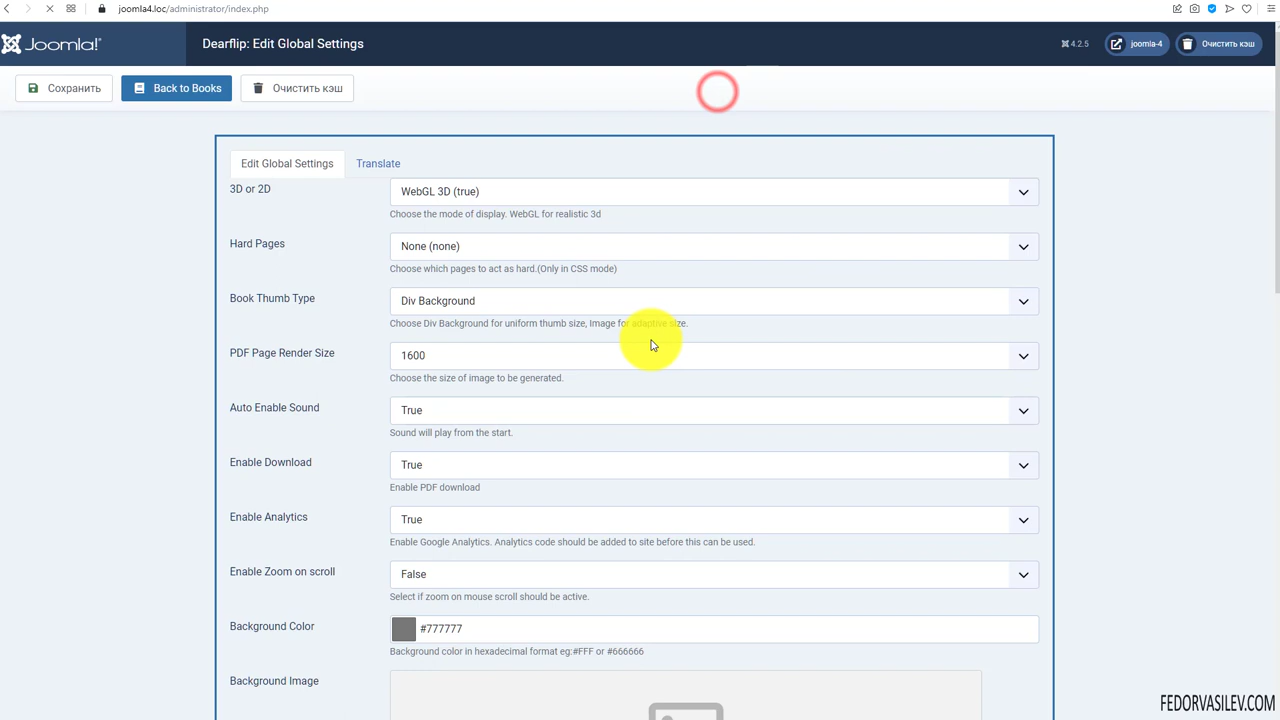 joomla4.loc/administrator/index.php
Joomla!®
Dearflip: Edit Global Settings
4.2.5
joomla-4
Очистить кэш
Сохранить
Back to Books
Очистить кэш
Edit Global Settings
Translate
3D or 2D
WebGL 3D (true)
Choose the mode of display. WebGL for realistic 3d
Hard Pages
None (none)
Choose which pages to act as hard.(Only in CSS mode)
Book Thumb Type
Div Background
Choose Div Background for uniform thumb size, Image for adaptive size.
PDF Page Render Size
1600
Choose the size of image to be generated.
Auto Enable Sound
True
Sound will play from the start.
Enable Download
True
Enable PDF download
Enable Analytics
True
Enable Google Analytics. Analytics code should be added to site before this can be used.
Enable Zoom on scroll
False
Select if zoom on mouse scroll should be active.
Background Color
#777777
Background color in hexadecimal format eg:#FFF or #666666
Background Image
FEDORVASILEV.COM